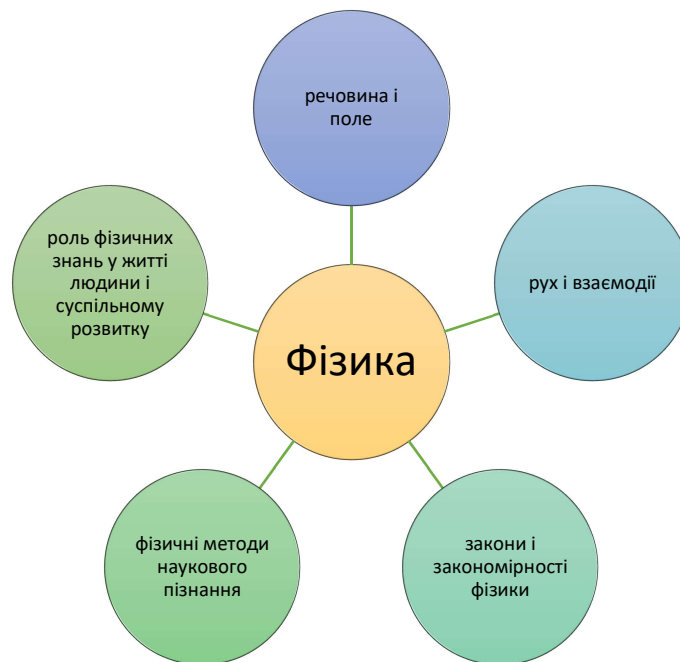 речовина і
поле
роль фізичних
знань у житті
людини і
суспільному
розвитку
рух і взаємодії
Фізика
фізичні методи
наукового
пізнання
закони і
закономірності
фізики